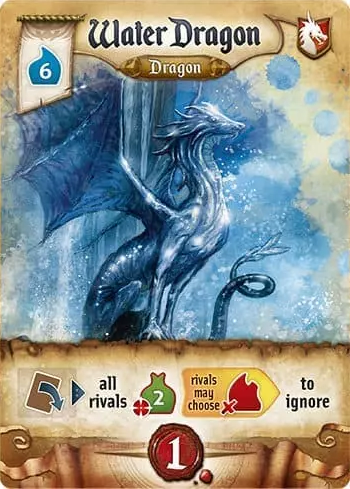 Water Dragon
6
Dragon
all
rivals
2
rivals
may
choose
to
ignore
1